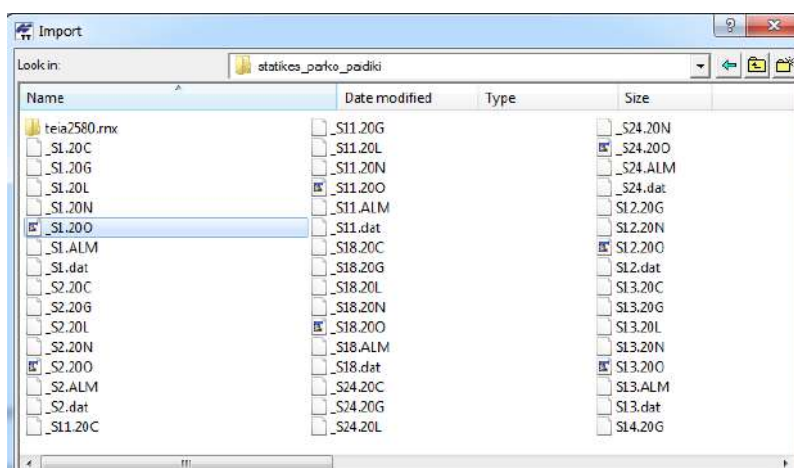 Import
Look in:
statikes_parko_paidiki
Name
Date modified
Type
Size
teia2580.rnx
_S1.20C
_S1.20G
_S1.20L
_S1.20N
_S1.20O
_S1.ALM
_S1.dat
_S2.20C
_S2.20G
_S2.20L
_S2.20N
_S2.20O
_S2.ALM
_S2.dat
_S11.20C
_S11.20G
_S11.20L
_S11.20N
_S11.20O
_S11.ALM
_S11.dat
_S18.20C
_S18.20G
_S18.20L
_S18.20N
_S18.20O
_S18.ALM
_S18.dat
_S24.20C
_S24.20G
_S24.20L
_S24.20N
_S24.20O
_S24.ALM
_S24.dat
S12.20G
S12.20N
S12.20O
S12.dat
S13.20C
S13.20G
S13.20L
S13.20N
S13.20O
S13.ALM
S13.dat
S14.20G